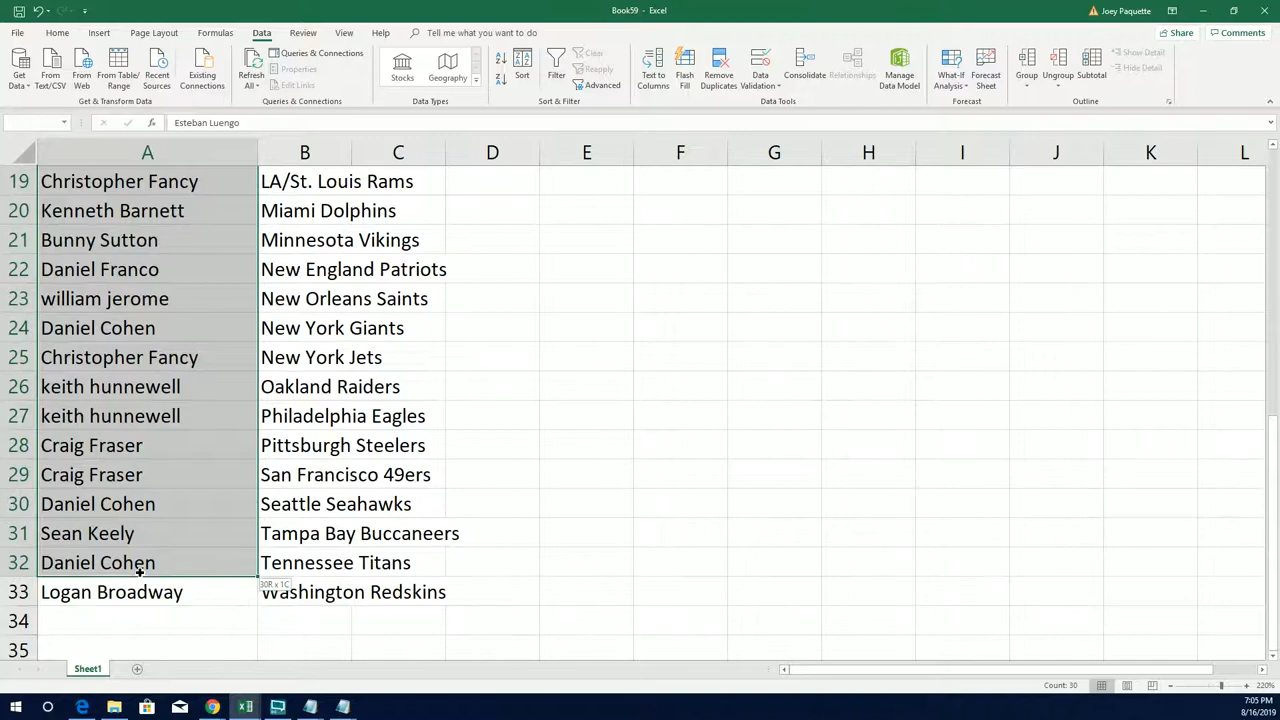 Book59 - Excel
Joey Paquette
File Home Insert Page Layout Formulas Data Review View Help Tell me what you want to do
Share Comments
Get Data From Text/CSV From Web From Table/Range Recent Sources Existing Connections
Refresh All Queries & Connections Properties Edit Links
Stocks Geography
Sort Filter Clear Reapply Advanced
Text to Columns Flash Fill Remove Duplicates Data Validation Consolidate Relationships Manage Data Model
What-If Analysis Forecast Sheet
Group Ungroup Subtotal Show Detail Hide Detail
Get & Transform Data Queries & Connections Data Types Sort & Filter Data Tools Forecast Outline
fx Esteban Luengo
A B C D E F G H I J K L
19 Christopher Fancy LA/St. Louis Rams
20 Kenneth Barnett Miami Dolphins
21 Bunny Sutton Minnesota Vikings
22 Daniel Franco New England Patriots
23 william jerome New Orleans Saints
24 Daniel Cohen New York Giants
25 Christopher Fancy New York Jets
26 keith hunnewell Oakland Raiders
27 keith hunnewell Philadelphia Eagles
28 Craig Fraser Pittsburgh Steelers
29 Craig Fraser San Francisco 49ers
30 Daniel Cohen Seattle Seahawks
31 Sean Keely Tampa Bay Buccaneers
32 Daniel Cohen Tennessee Titans
30R x 1C
33 Logan Broadway Washington Redskins
34
35
Sheet1
Count: 30 220%
7:05 PM
8/16/2019